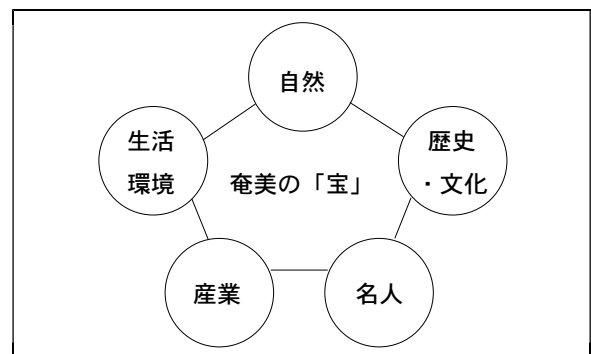 自然
生活
環境
歴史
・文化
奄美の「宝」
産業
名人